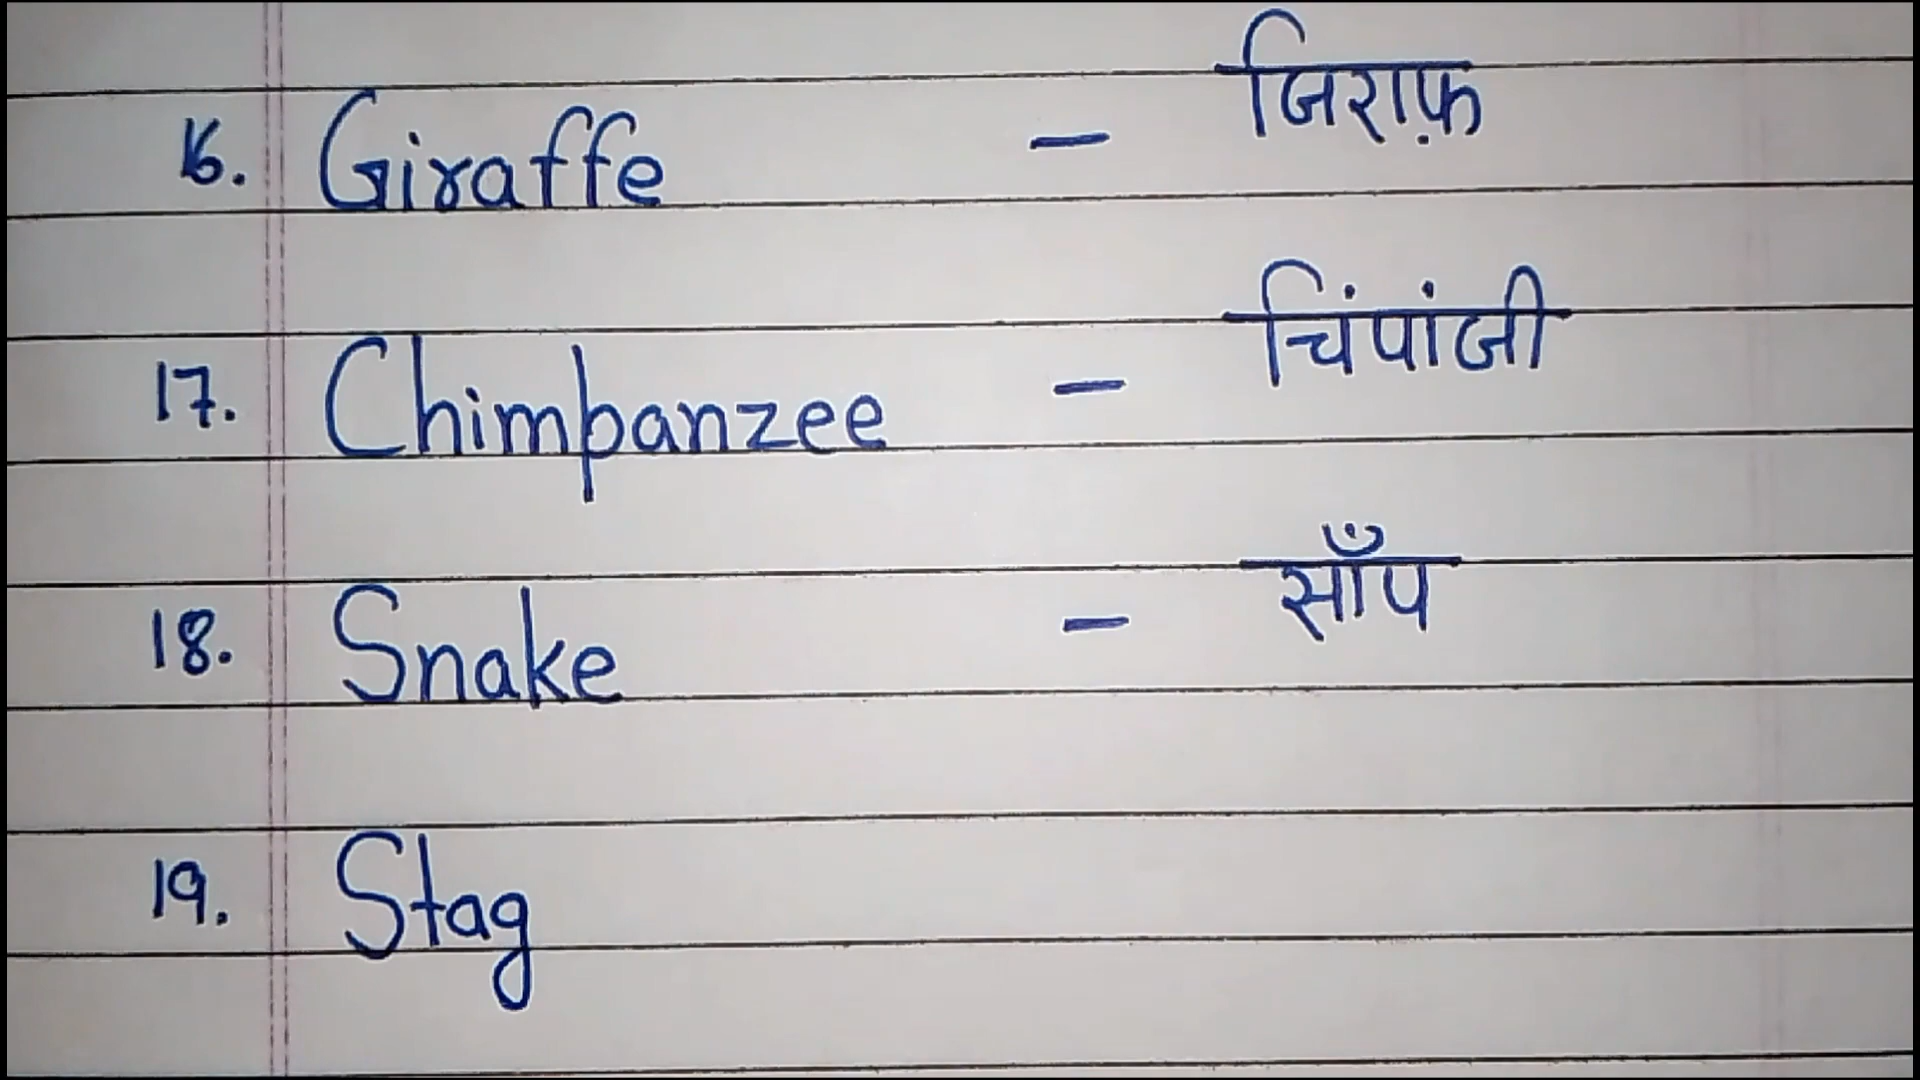 16. Giraffe - जिराफ़
17. Chimpanzee - चिंपांजी
18. Snake - साँप
19. Stag